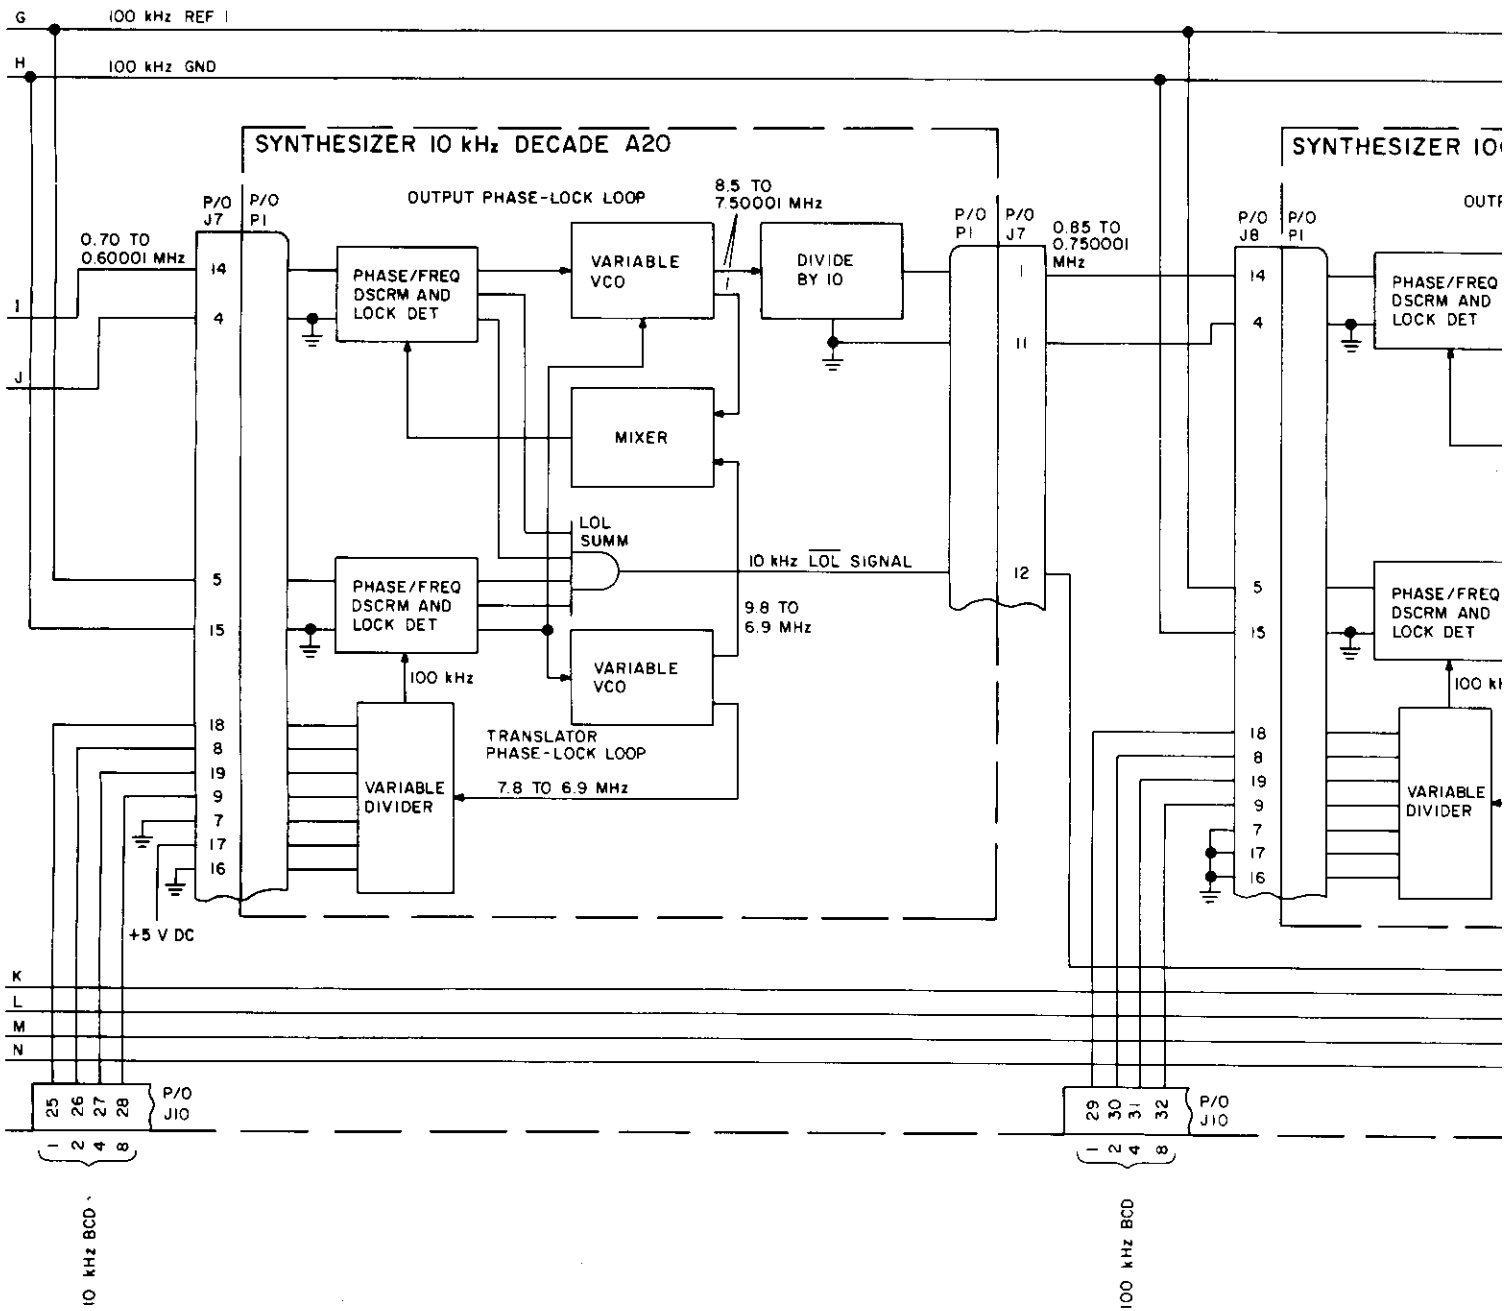 G 100 kHz REF 1
H 100 kHz GND
SYNTHESIZER 10 kHz DECADE A20
P/O J7
P/O P1
OUTPUT PHASE-LOCK LOOP
8.5 TO
7.50001 MHz
P/O P1
P/O J7
0.70 TO
0.60001 MHz
14
4
I
J
PHASE/FREQ
DSCRM AND
LOCK DET
VARIABLE
VCO
DIVIDE
BY 10
1
11
0.85 TO
0.750001
MHz
MIXER
LOL
SUMM
10 kHz L̅O̅L̅ SIGNAL
12
5
15
PHASE/FREQ
DSCRM AND
LOCK DET
9.8 TO
6.9 MHz
VARIABLE
VCO
100 kHz
TRANSLATOR
PHASE-LOCK LOOP
7.8 TO 6.9 MHz
VARIABLE
DIVIDER
18
8
19
9
7
17
16
+5 V DC
SYNTHESIZER 10
OUTP
P/O J8
P/O P1
14
4
PHASE/FREQ
DSCRM AND
LOCK DET
5
15
PHASE/FREQ
DSCRM AND
LOCK DET
100 k
18
8
19
9
7
17
16
VARIABLE
DIVIDER
K
L
M
N
25 26 27 28
P/O
J10
1 2 4 8
10 kHz BCD
29 30 31 32
P/O
J10
1 2 4 8
100 kHz BCD